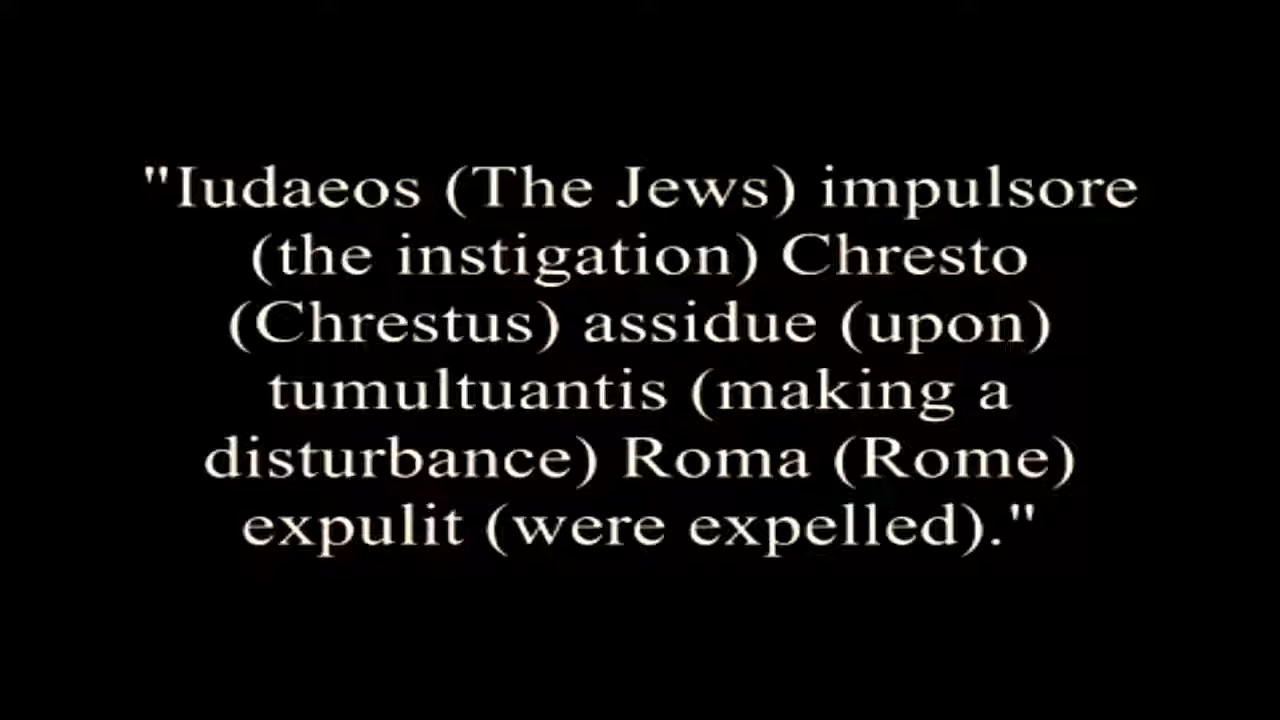 "Iudaeos (The Jews) impulsore
(the instigation) Chresto
(Chrestus) assidue (upon)
tumultuantis (making a
disturbance) Roma (Rome)
expulit (were expelled)."